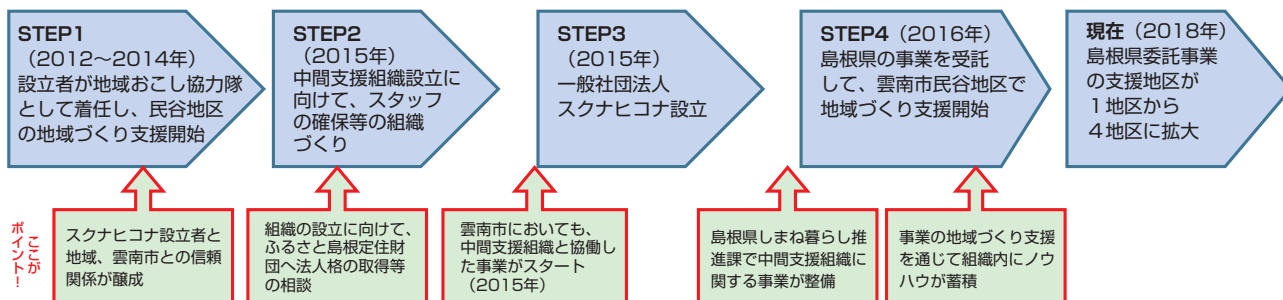 STEP1
（2012～2014年）
設立者が地域おこし協力隊
として着任し、民谷地区
の地域づくり支援開始
STEP2
（2015年）
中間支援組織設立に
向けて、スタッフ
の確保等の組織
づくり
STEP3
（2015年）
一般社団法人
スクナヒコナ設立
STEP4（2016年）
島根県の事業を受託
して、雲南市民谷地区で
地域づくり支援開始
現在（2018年）
島根県委託事業
の支援地区が
１地区から
４地区に拡大
ここが
ポイント！
スクナヒコナ設立者と
地域、雲南市との信頼
関係が醸成
組織の設立に向けて、
ふるさと島根定住財
団へ法人格の取得等
の相談
雲南市においても、
中間支援組織と協働し
た事業がスタート
（2015年）
島根県しまね暮らし推
進課で中間支援組織に
関する事業が整備
事業の地域づくり支援
を通じて組織内にノウ
ハウが蓄積